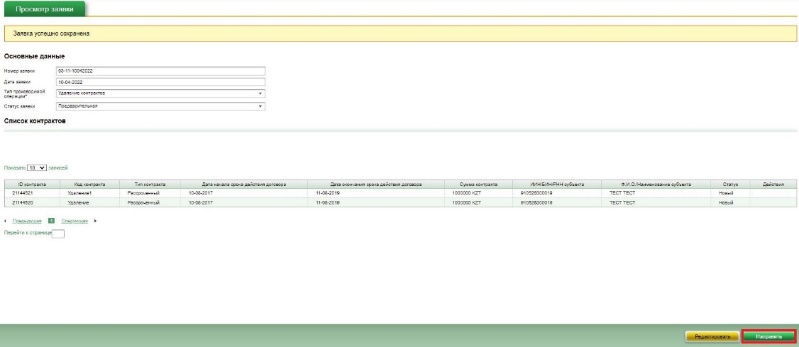 Просмотр заявки
Заявка успешно сохранена
Основные данные
Номер заявки 03-11-10042022
Дата заявки 10-04-2022
Тип производимой операции* Удаление контрактов
Статус заявки Предварительная
Список контрактов
Показать 10 записей
ID контракта Код контракта Тип контракта Дата начала срока действия договора Дата окончания срока действия договора Сумма контракта ИИН/БИН/РНН субъекта Ф.И.О./Наименование субъекта Статус Действия
21144521 Удаление1 Рассроченный 10-08-2017 11-08-2019 1000000 KZT ТЕСТ ТЕСТ Новый
21144520 Удаление Рассроченный 10-08-2017 11-08-2019 1000000 KZT ТЕСТ ТЕСТ Новый
Предыдущая 1 Следующая
Перейти к странице
Редактировать Направить